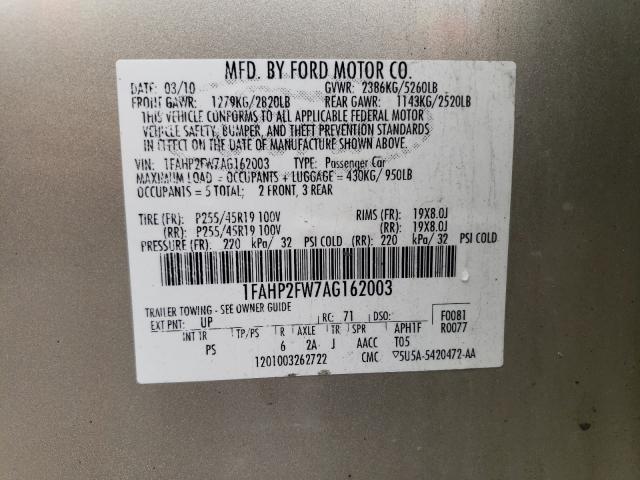 MFD. BY FORD MOTOR CO.
DATE: 03/10 GVWR: 2386KG/5260LB
FRONT GAWR: 1279KG/2820LB REAR GAWR: 1143KG/2520LB
THIS VEHICLE CONFORMS TO ALL APPLICABLE FEDERAL MOTOR
VEHICLE SAFETY, BUMPER, AND THEFT PREVENTION STANDARDS
IN EFFECT ON THE DATE OF MANUFACTURE SHOWN ABOVE.
VIN: 1FAHP2FW7AG162003 TYPE: Passenger Car
MAXIMUM LOAD = OCCUPANTS + LUGGAGE = 430KG/ 950LB
OCCUPANTS = 5 TOTAL; 2 FRONT, 3 REAR
TIRE (FR): P255/45R19 100V RIMS (FR): 19X8.0J
(RR): P255/45R19 100V (RR): 19X8.0J
PRESSURE (FR): 220 kPa/ 32 PSI COLD (RR): 220 kPa/ 32 PSI COLD
1FAHP2FW7AG162003
TRAILER TOWING - SEE OWNER GUIDE
EXT PNT: UP RC: 71 DSO: F0081
INT TR TP/PS R AXLE TR SPR APH1F R0077
PS 6 2A J AACC T05
1201003262722 CMC ▽5U5A-5420472-AA